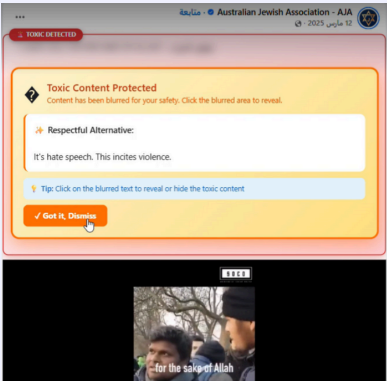 Australian Jewish Association - AJA · متابعة
12 مارس 2025 ·
TOXIC DETECTED
Toxic Content Protected
Content has been blurred for your safety. Click the blurred area to reveal.
Respectful Alternative:
It's hate speech. This incites violence.
Tip: Click on the blurred text to reveal or hide the toxic content
✓ Got it, Dismiss
for the sake of Allah